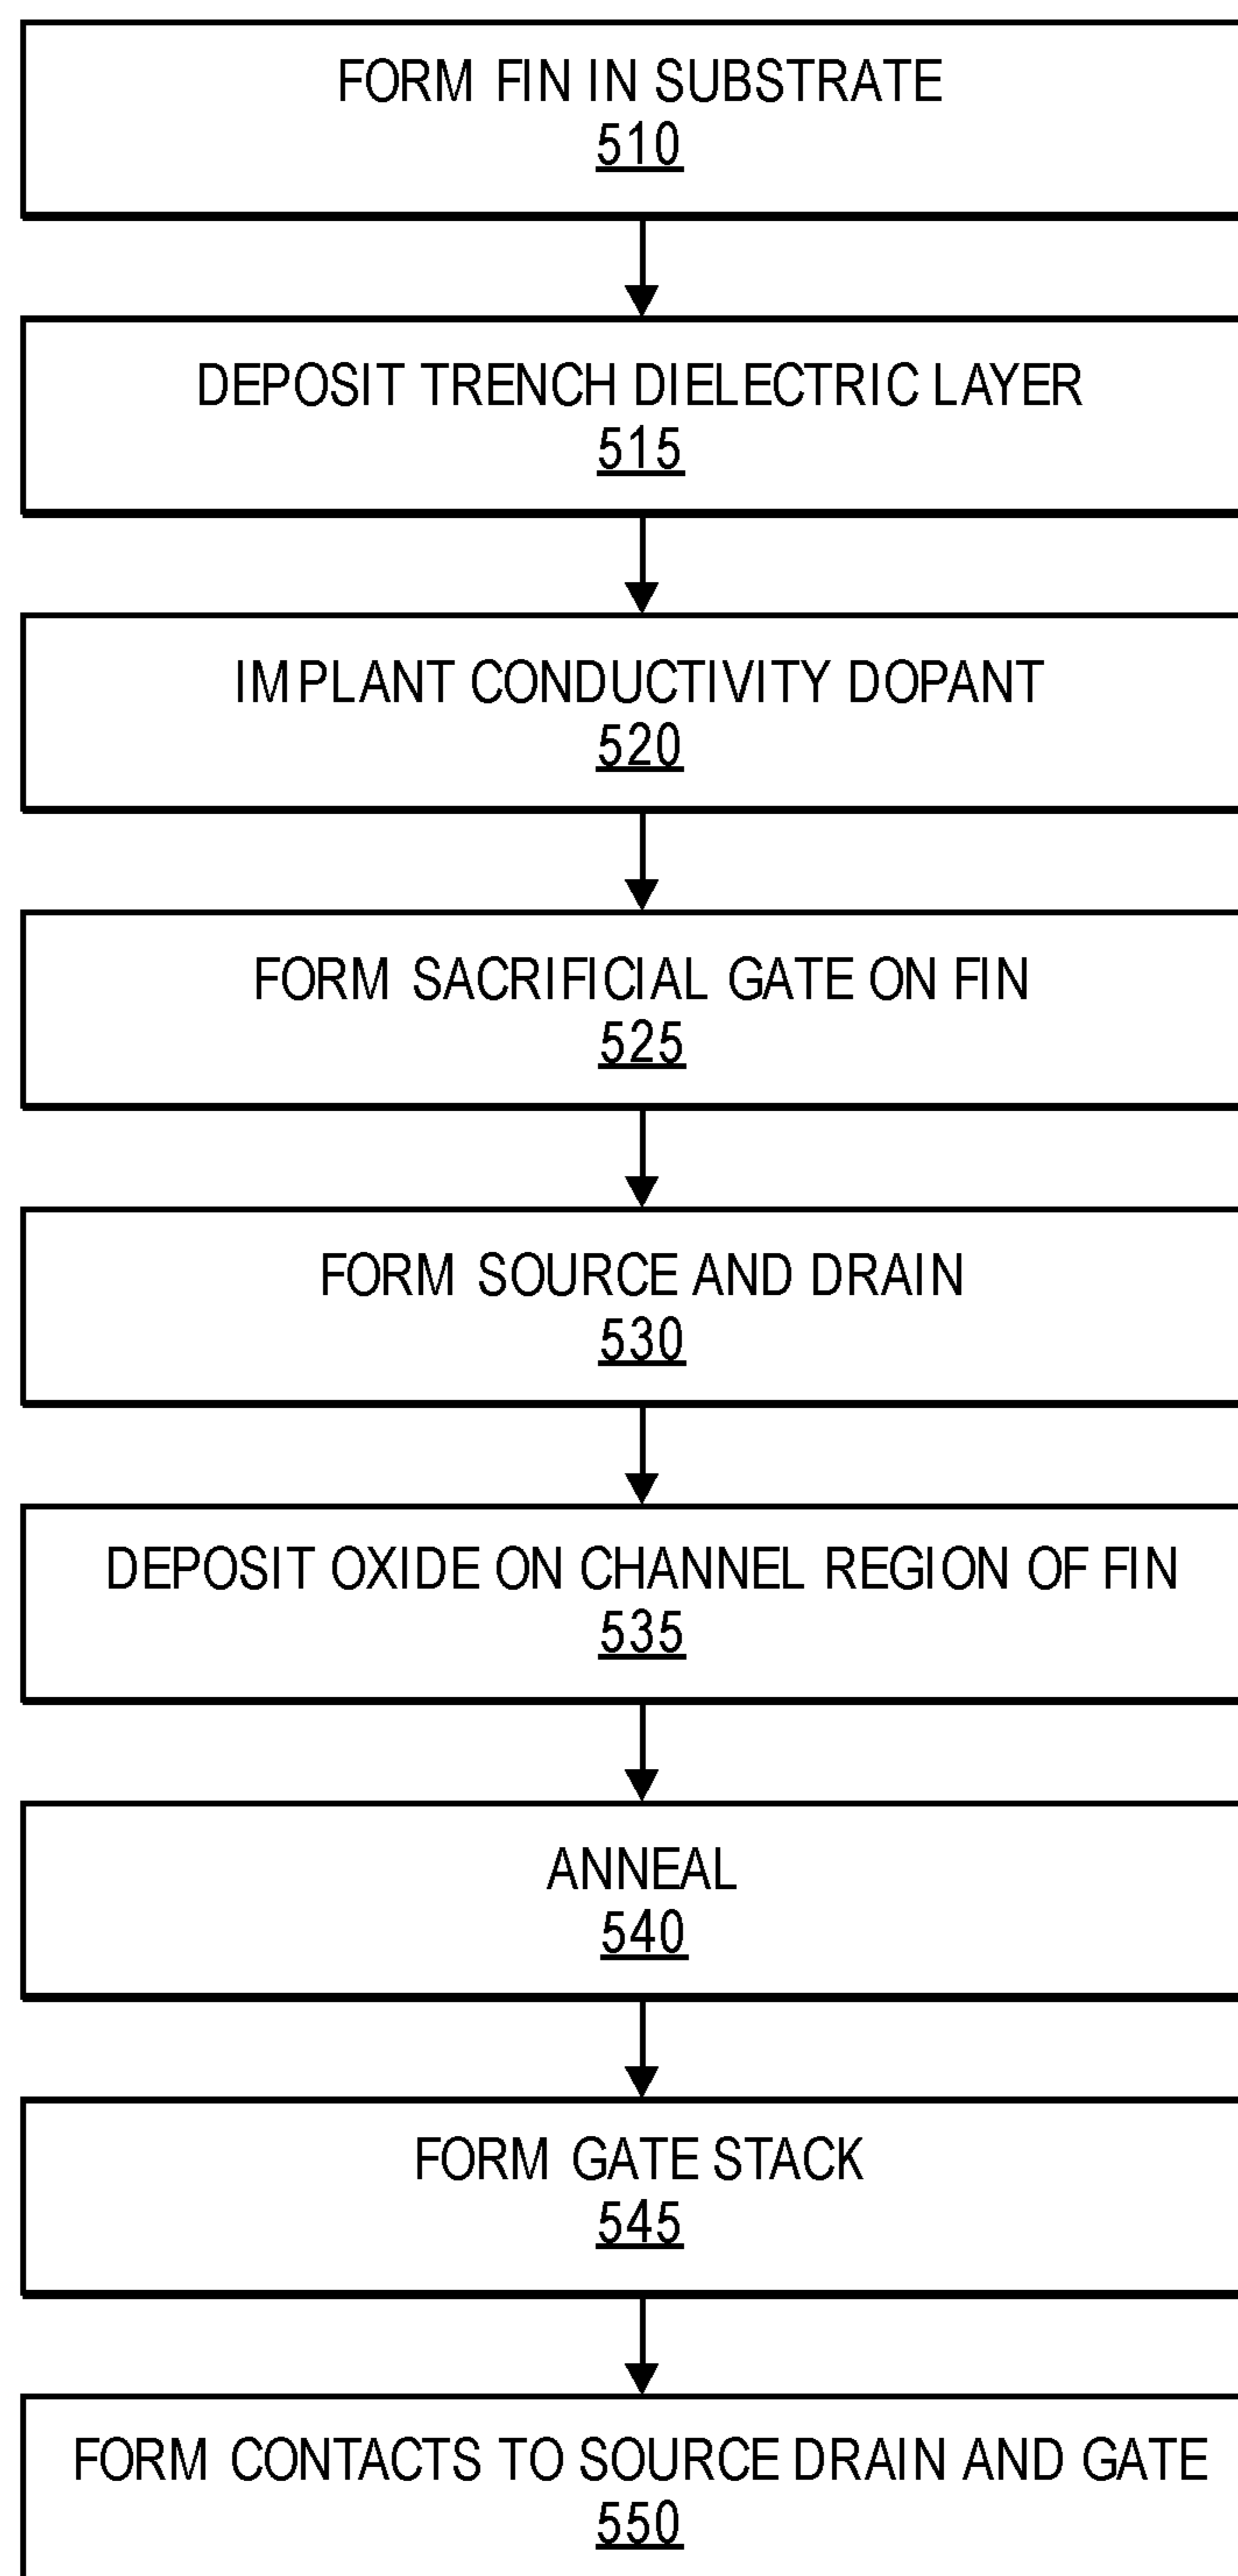 FORM FIN IN SUBSTRATE
510
DEPOSIT TRENCH DIELECTRIC LAYER
515
IMPLANT CONDUCTIVITY DOPANT
520
FORM SACRIFICIAL GATE ON FIN
525
FORM SOURCE AND DRAIN
530
DEPOSIT OXIDE ON CHANNEL REGION OF FIN
535
ANNEAL
540
FORM GATE STACK
545
FORM CONTACTS TO SOURCE DRAIN AND GATE
550